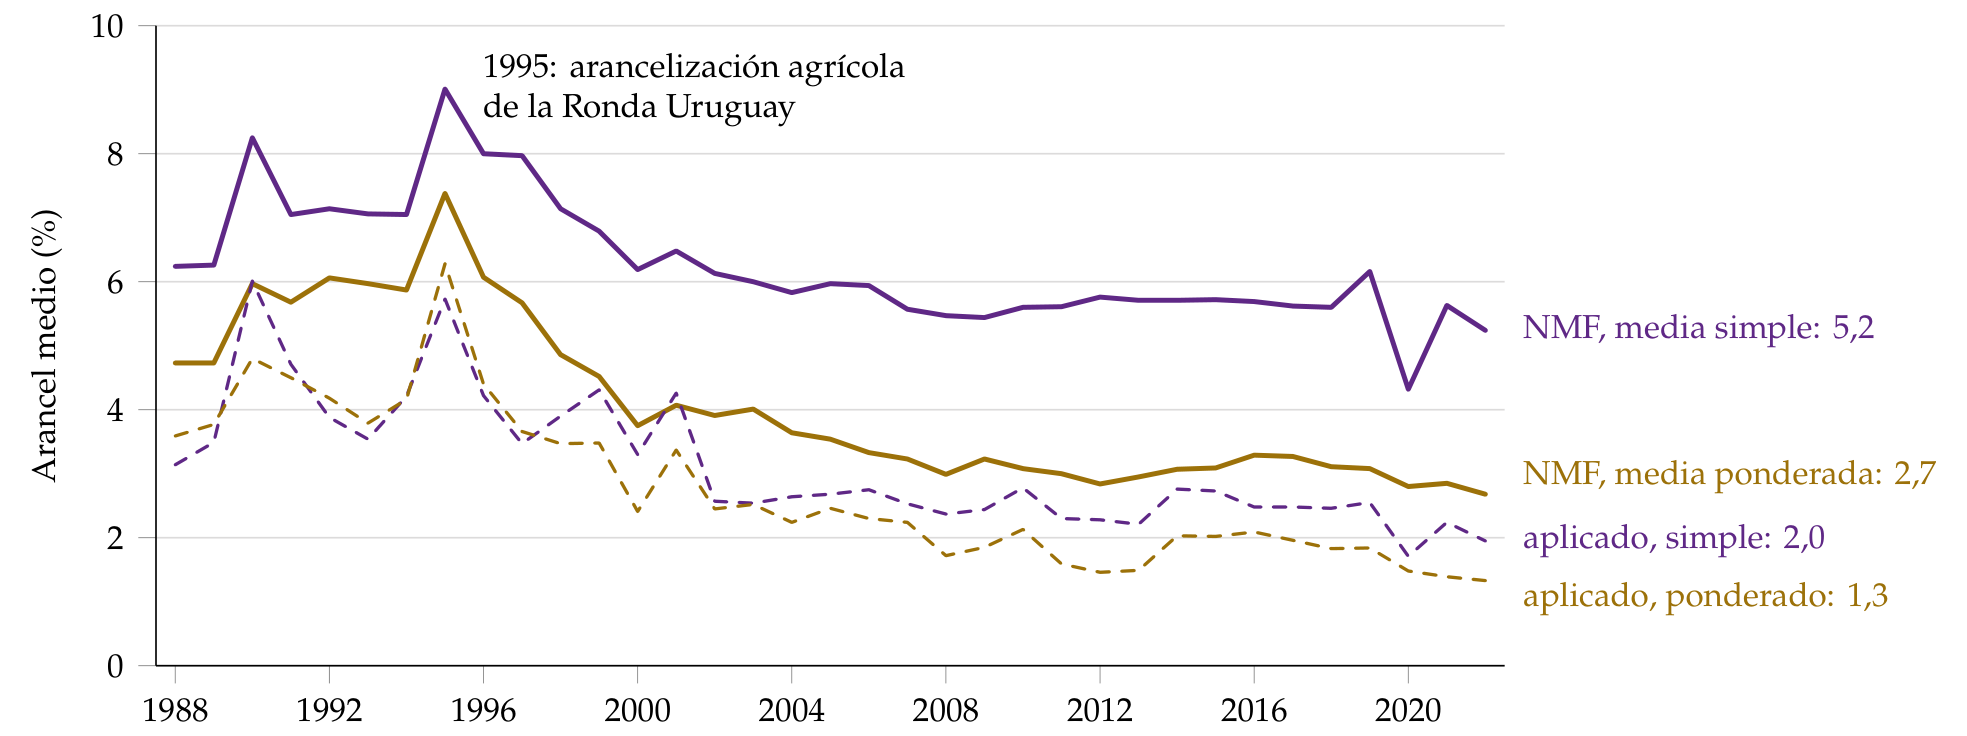 10
8
6
4
2
0
Arancel medio (%)
1995: arancelización agrícola
de la Ronda Uruguay
NMF, media simple: 5,2
NMF, media ponderada: 2,7
aplicado, simple: 2,0
aplicado, ponderado: 1,3
1988 1992 1996 2000 2004 2008 2012 2016 2020